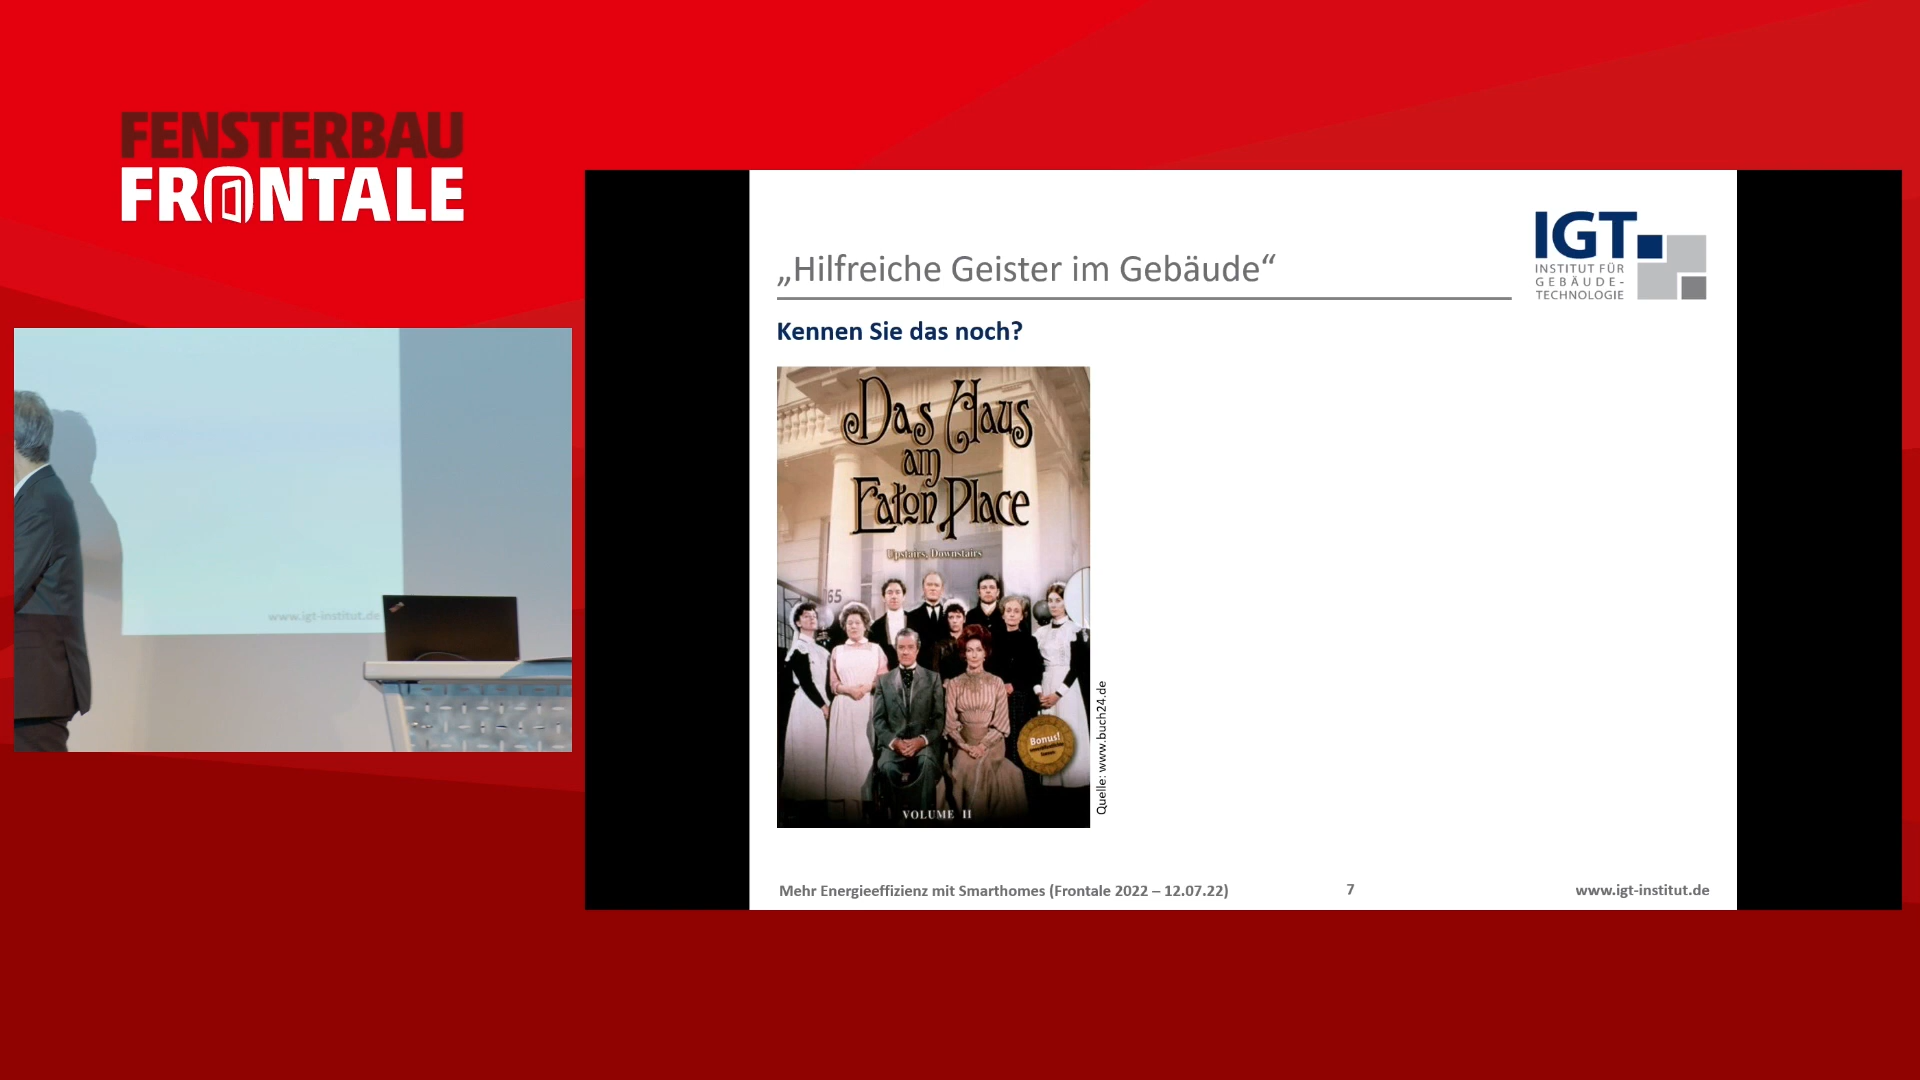 FENSTERBAU
FRONTALE
www.igt-institut.de
„Hilfreiche Geister im Gebäude“
IGT
INSTITUT FÜR
GEBÄUDE-
TECHNOLOGIE
Kennen Sie das noch?
Das Haus
am
Eaton Place
Upstairs, Downstairs
65
Bonus!
VOLUME II
Quelle: www.buch24.de
Mehr Energieeffizienz mit Smarthomes (Frontale 2022 – 12.07.22)
7
www.igt-institut.de